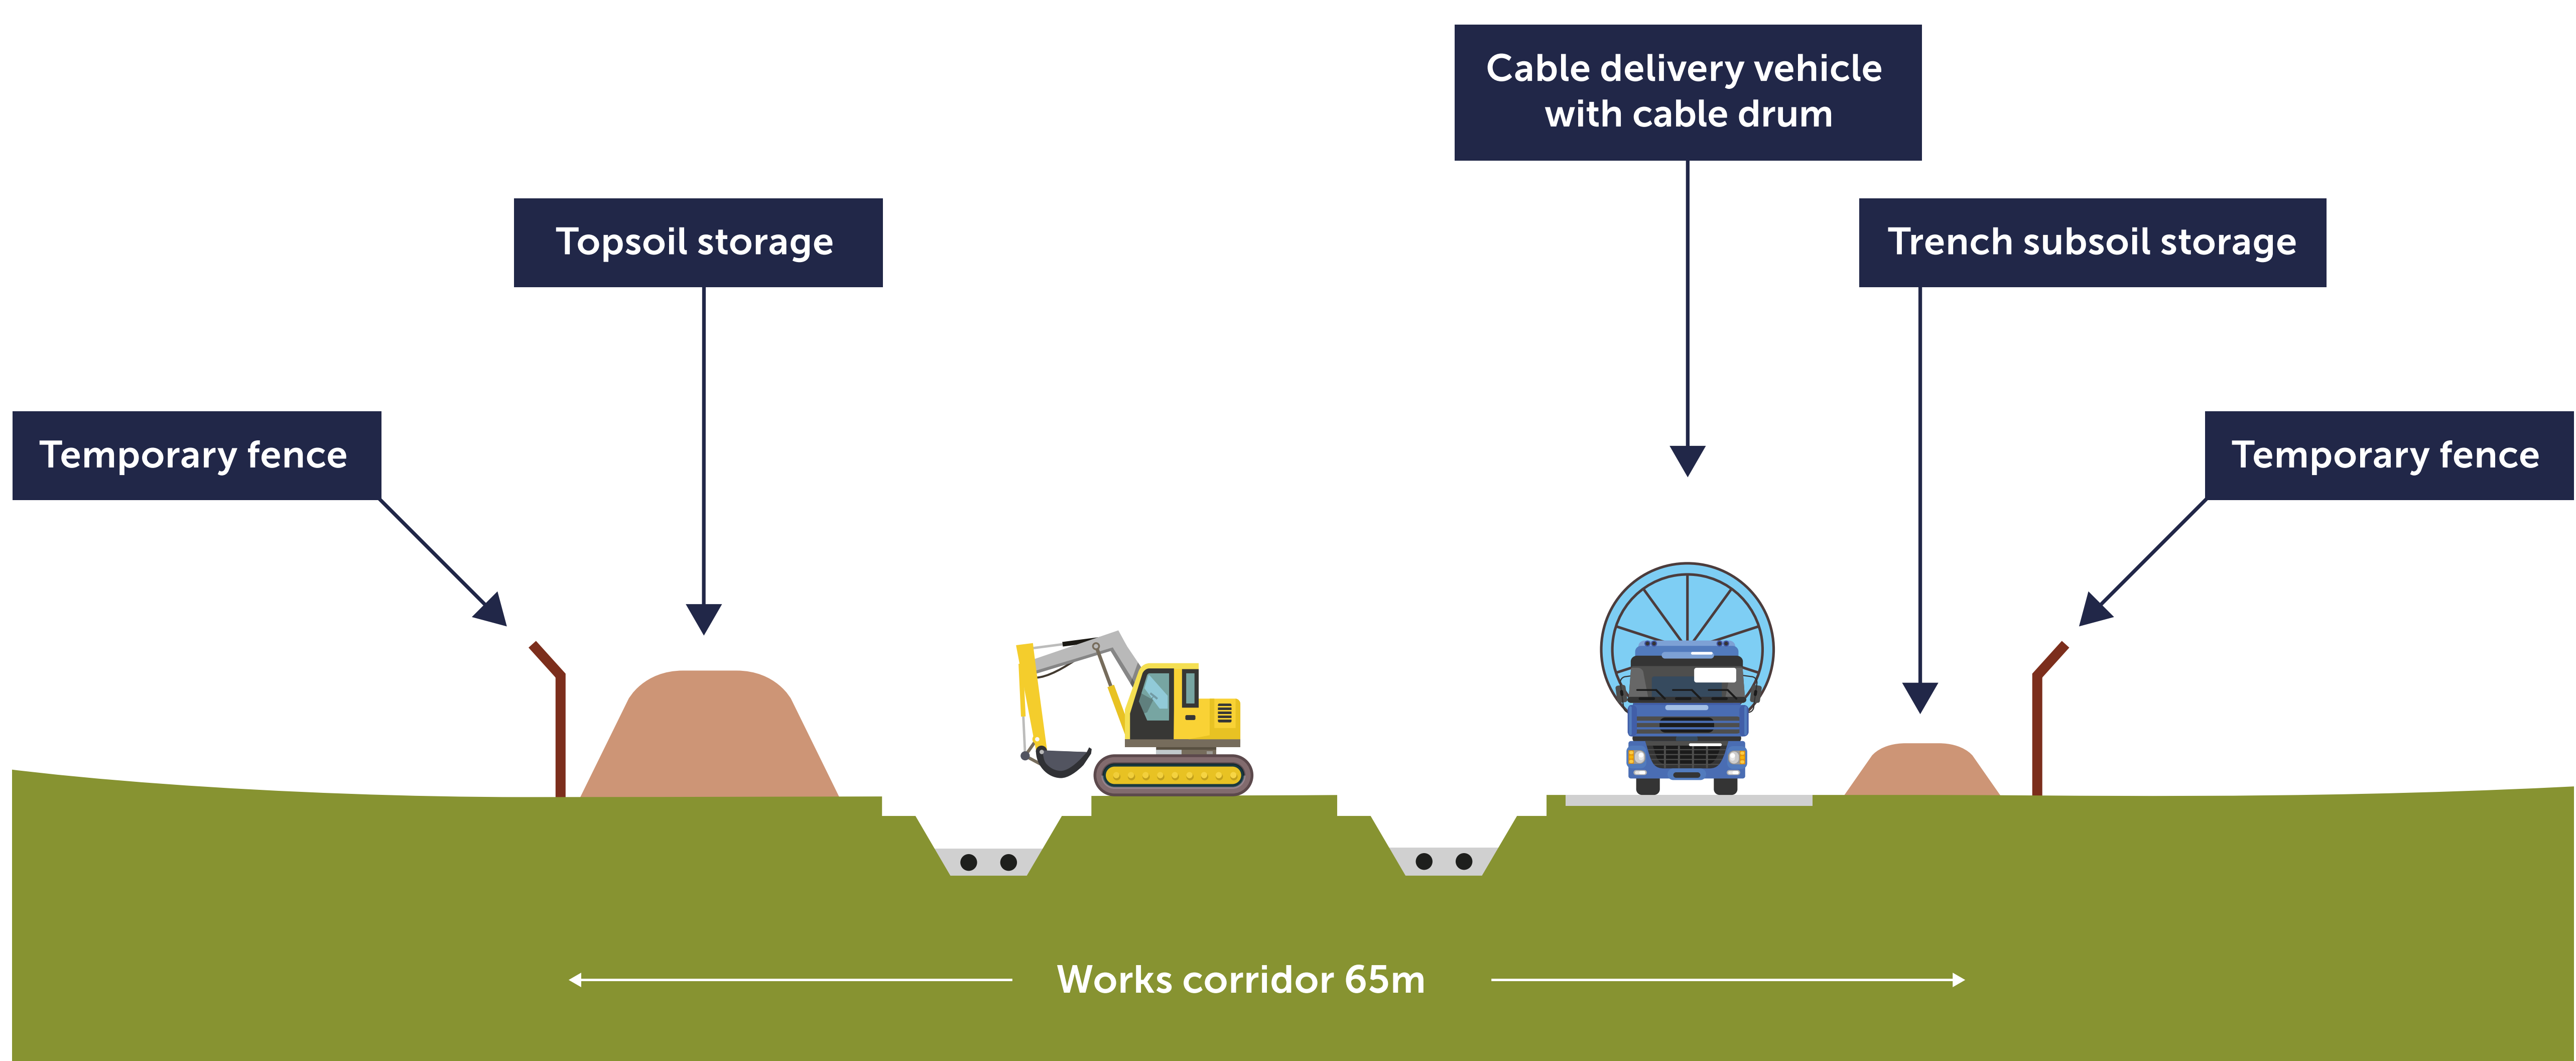 Cable delivery vehicle
with cable drum
Topsoil storage
Trench subsoil storage
Temporary fence
Temporary fence
Works corridor 65m